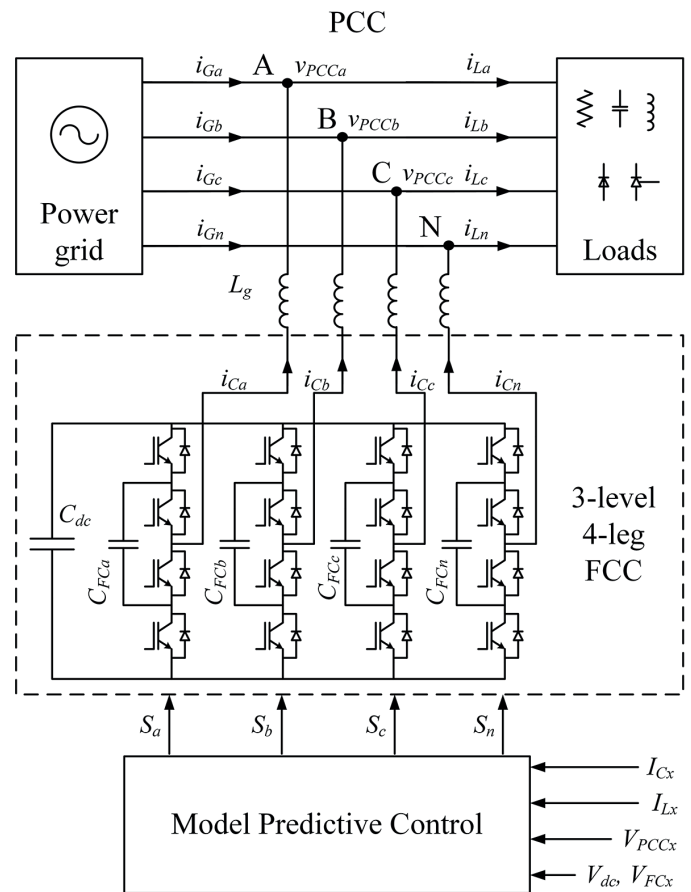 PCC
i_Ga A v_PCCa i_La
i_Gb B v_PCCb i_Lb
i_Gc C v_PCCc i_Lc
Power
grid
i_Gn N i_Ln
Loads
L_g
i_Ca i_Cb i_Cc i_Cn
C_dc
C_FCa C_FCb C_FCc C_FCn
3-level
4-leg
FCC
S_a S_b S_c S_n
Model Predictive Control
I_Cx
I_Lx
V_PCCx
V_dc, V_FCx